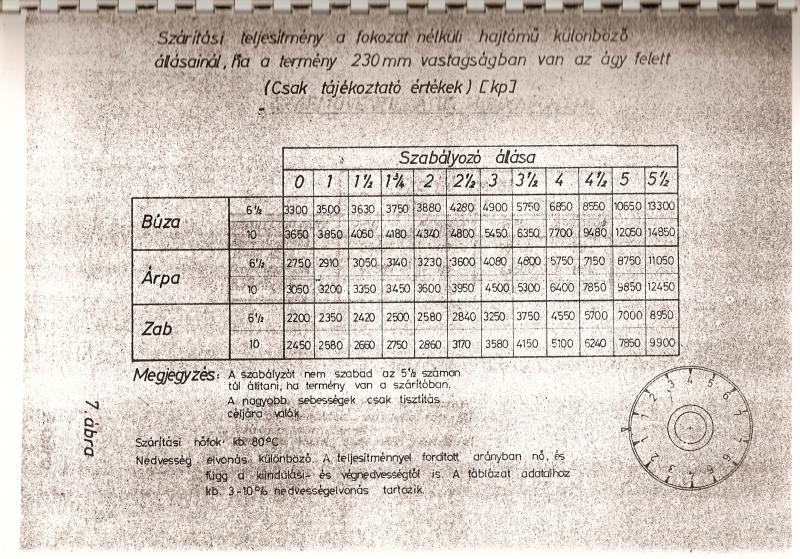 Szárítási teljesítmény a fokozat nélküli hajtómű különböző
állásainál, ha a termény 230 mm vastagságban van az ágy felett
(Csak tájékoztató értékek) [kp]
Szabályozó állása
0 1 1½ 1¾ 2 2½ 3 3½ 4 4½ 5 5½
Búza 6½ 3300 3500 3630 3750 3880 4280 4900 5750 6850 8550 10650 13300
10 3650 3850 4050 4180 4340 4800 5450 6350 7700 9480 12050 14850
Árpa 6½ 2750 2910 3050 3140 3230 3600 4080 4800 5750 7150 8750 11050
10 3050 3200 3350 3450 3600 3950 4500 5300 6400 7850 9850 12450
Zab 6½ 2200 2350 2420 2500 2580 2840 3250 3750 4550 5700 7000 8950
10 2450 2580 2660 2750 2860 3170 3580 4150 5100 6240 7850 9900
Megjegyzés: A szabályzót nem szabad az 5½ számon
túl állítani, ha termény van a szárítóban.
A nagyobb sebességek csak tisztítás
céljára valók.
Szárítási hőfok kb. 80°C
Nedvesség elvonás különböző. A teljesítménnyel fordított arányban nő, és
függ a kiindulási- és végnedvességtől is. A táblázat adataihoz
kb. 3-10% nedvességelvonás tartozik.
7. ábra
1 2 3 4 5 6 7